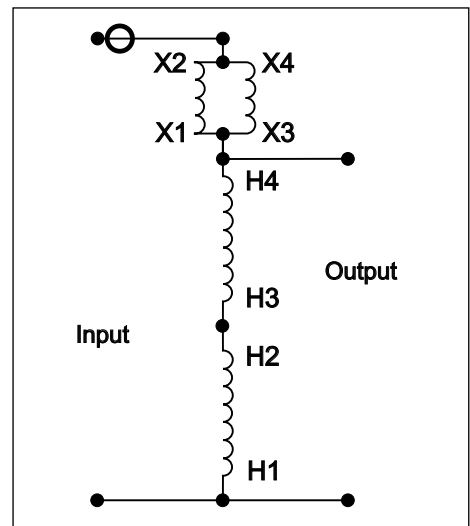 X2 X4
X1 X3
H4
Output
H3
Input
H2
H1